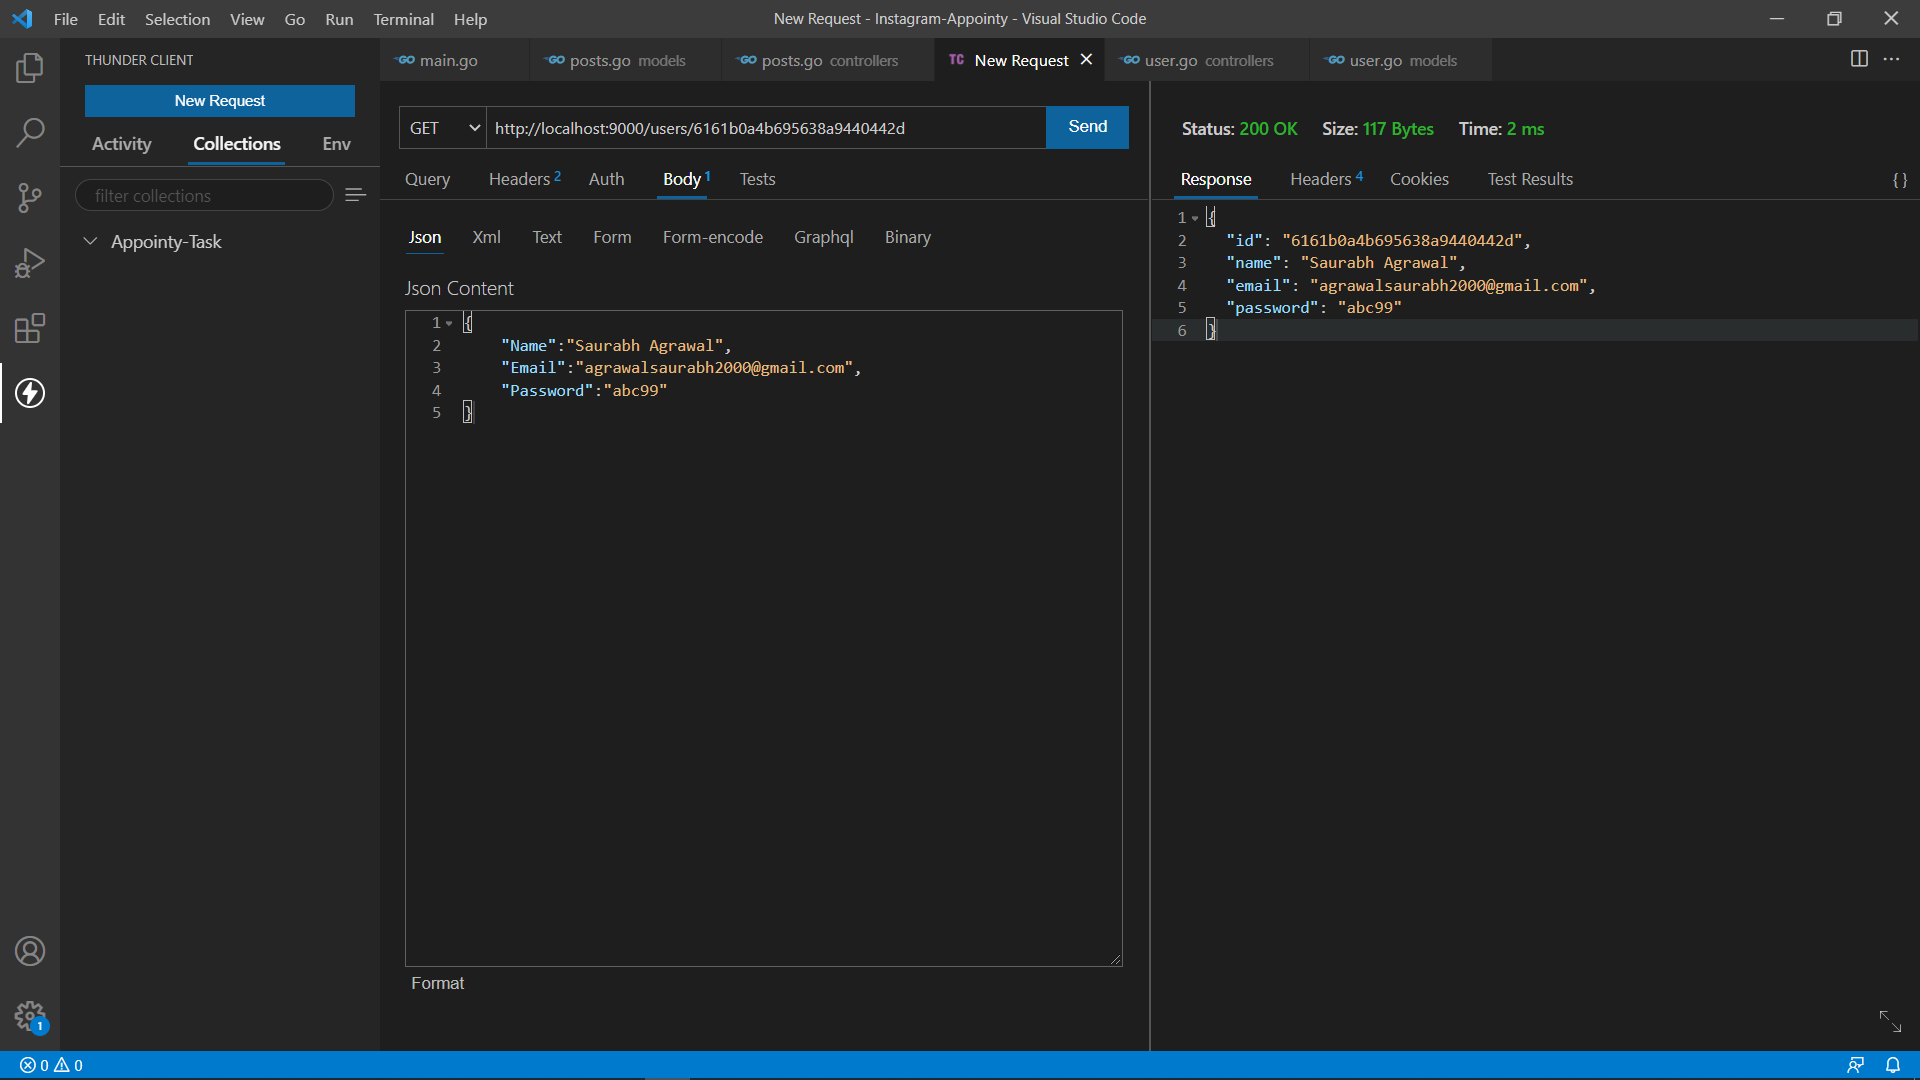 File Edit Selection View Go Run Terminal Help
New Request - Instagram-Appointy - Visual Studio Code
THUNDER CLIENT
New Request
Activity Collections Env
filter collections
Appointy-Task
main.go
posts.go models
posts.go controllers
TC New Request
user.go controllers
user.go models
GET http://localhost:9000/users/6161b0a4b695638a9440442d Send
Query Headers 2 Auth Body 1 Tests
Json Xml Text Form Form-encode Graphql Binary
Json Content
1 {
2 "Name":"Saurabh Agrawal",
3 "Email":"agrawalsaurabh2000@gmail.com",
4 "Password":"abc99"
5 }
Format
Status: 200 OK Size: 117 Bytes Time: 2 ms
Response Headers 4 Cookies Test Results { }
1 {
2 "id": "6161b0a4b695638a9440442d",
3 "name": "Saurabh Agrawal",
4 "email": "agrawalsaurabh2000@gmail.com",
5 "password": "abc99"
6 }
1
0 0